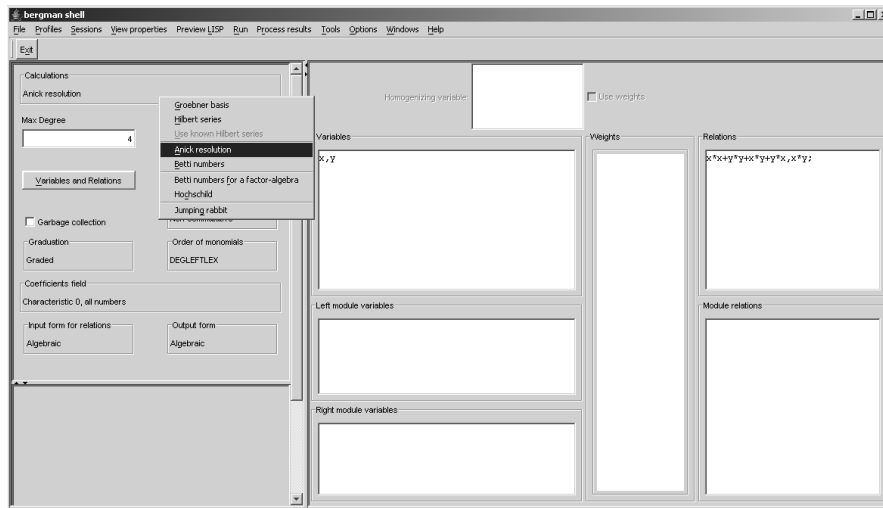 bergman shell
File Profiles Sessions View properties Preview LISP Run Process results Tools Options Windows Help
Exit
Calculations
Anick resolution
Max Degree
4
Variables and Relations
Garbage collection
Graduation
Graded
Order of monomials
DEGLEFTLEX
Coefficients field
Characteristic 0, all numbers
Input form for relations
Algebraic
Output form
Algebraic
Groebner basis
Hilbert series
Use known Hilbert series
Anick resolution
Betti numbers
Betti numbers for a factor-algebra
Hochschild
Jumping rabbit
Homogenizing variable
Use weights
Variables
x,y
Weights
Relations
x*x+y*y+x*y+y*x,x*y;
Left module variables
Module relations
Right module variables